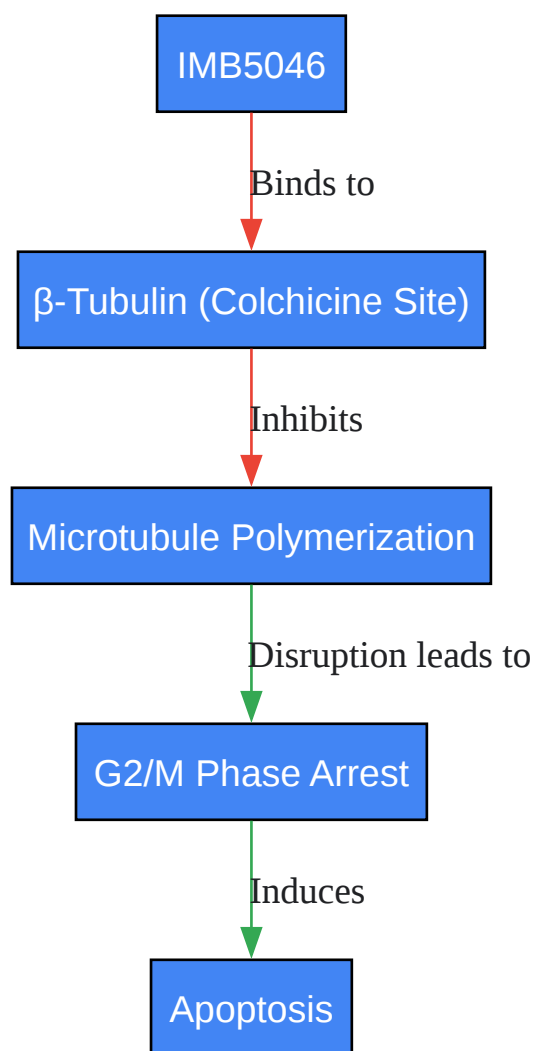 IMB5046
Binds to
β-Tubulin (Colchicine Site)
Inhibits
Microtubule Polymerization
Disruption leads to
G2/M Phase Arrest
Induces
Apoptosis